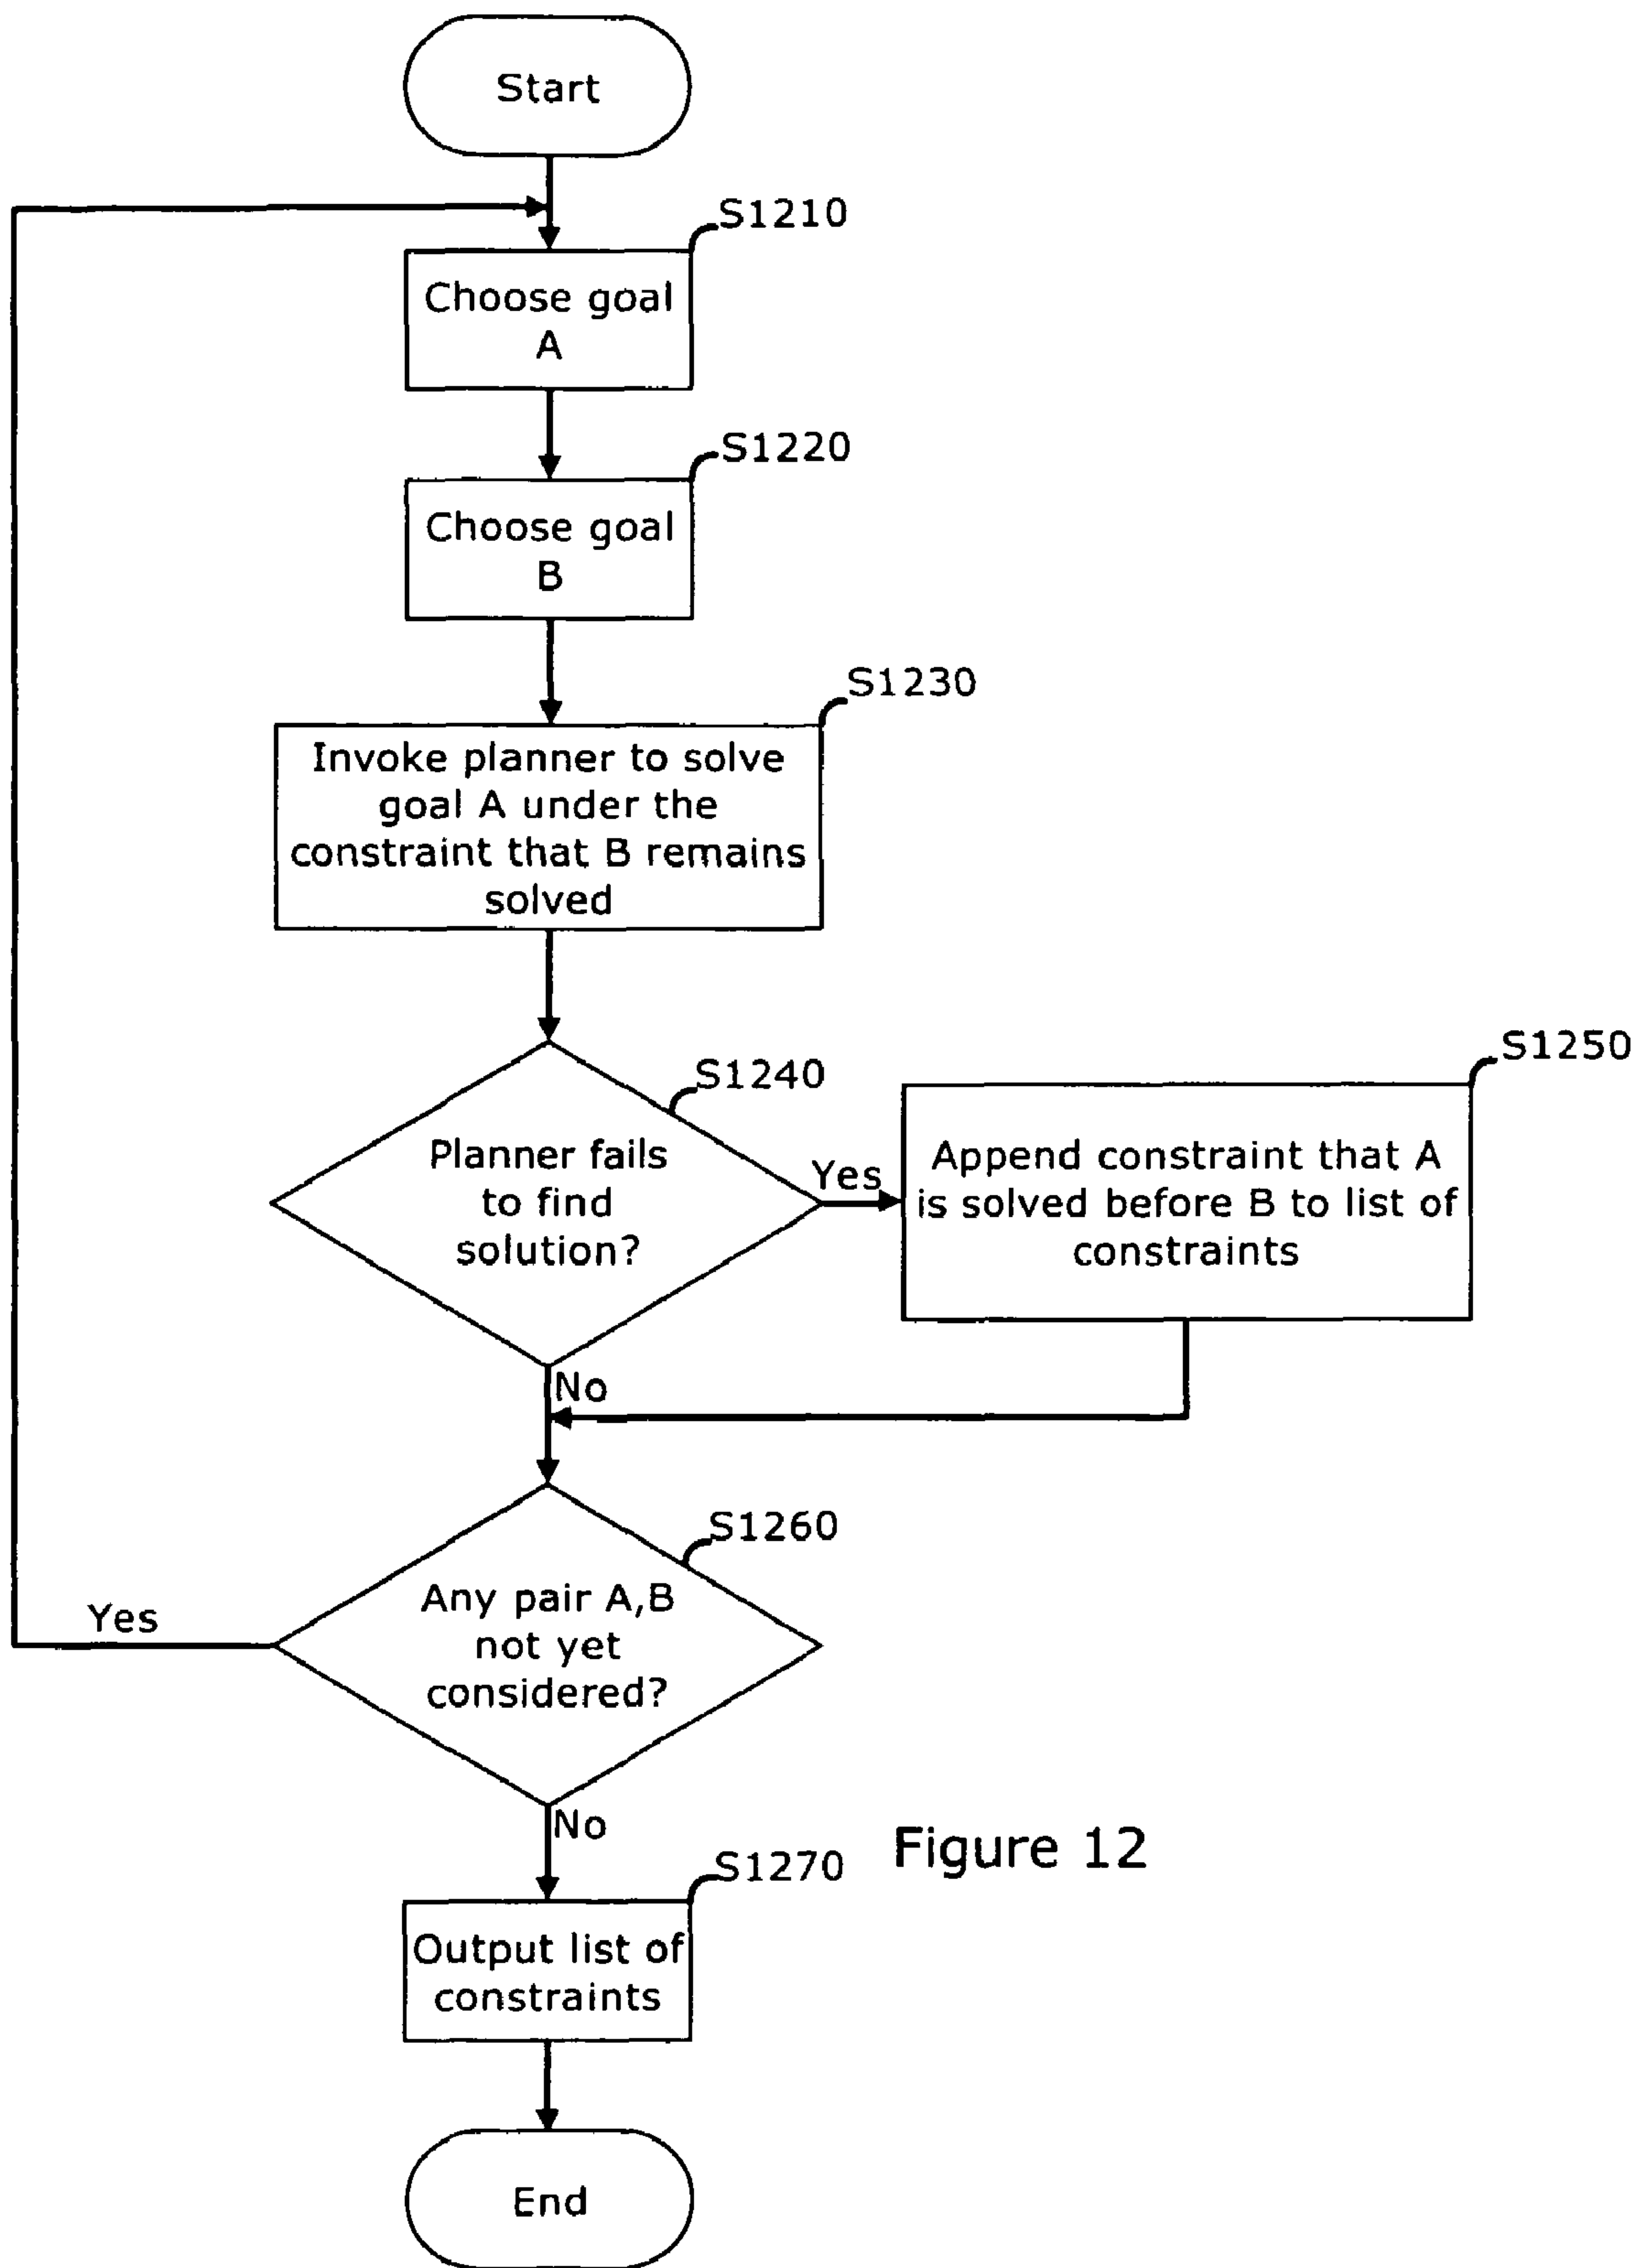 Start
S1210
Choose goal
A
S1220
Choose goal
B
S1230
Invoke planner to solve
goal A under the
constraint that B remains
solved
S1240
Planner fails
to find
solution?
Yes
S1250
Append constraint that A
is solved before B to list of
constraints
No
S1260
Any pair A,B
not yet
considered?
Yes
No
Figure 12
S1270
Output list of
constraints
End